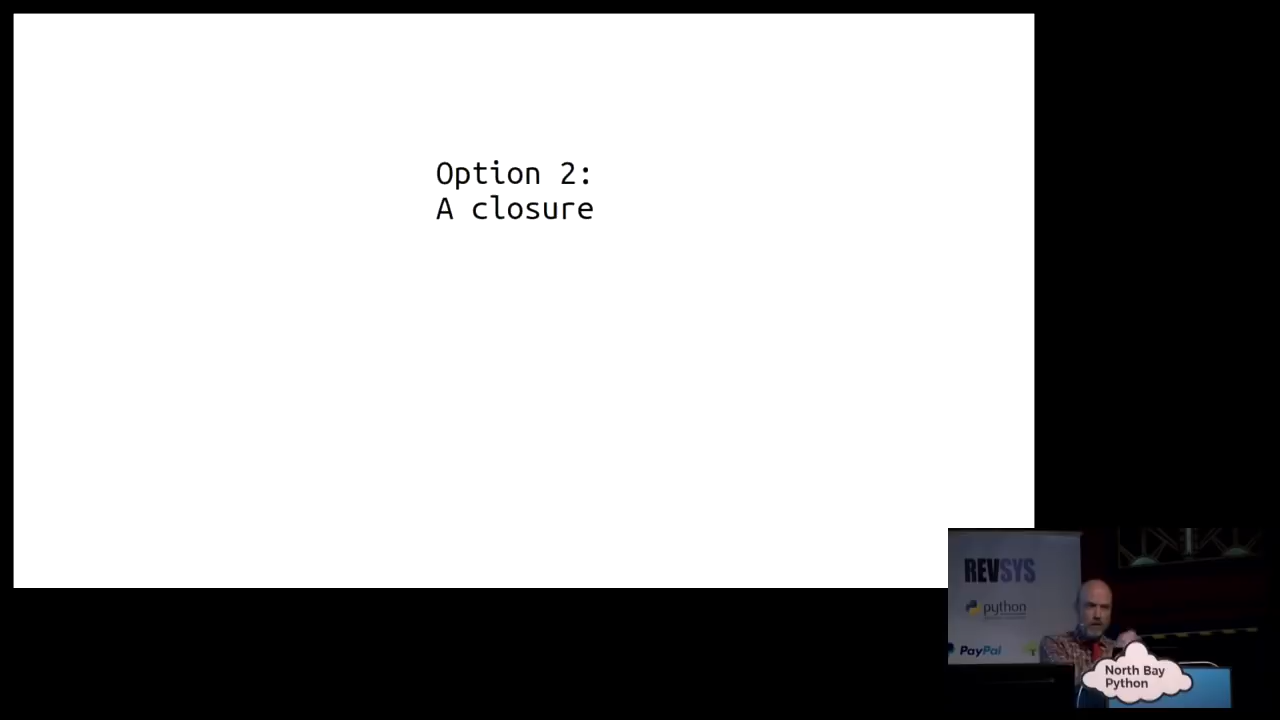 Option 2:
A closure
REVSYS
python
PayPal
North Bay
Python